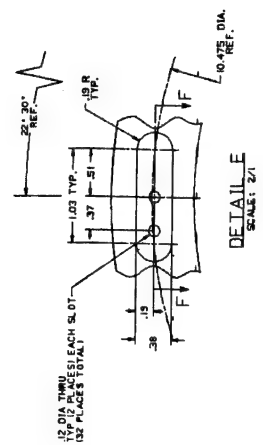 22° 30'
REF.
.19 R
TYP.
10.475 DIA.
REF.
1.03 TYP.
.51
.37
.12 DIA THRU
TYP (2 PLACES) EACH SLOT
(32 PLACES TOTAL)
.19
.38
F
F
DETAIL E
SCALE: 2/1